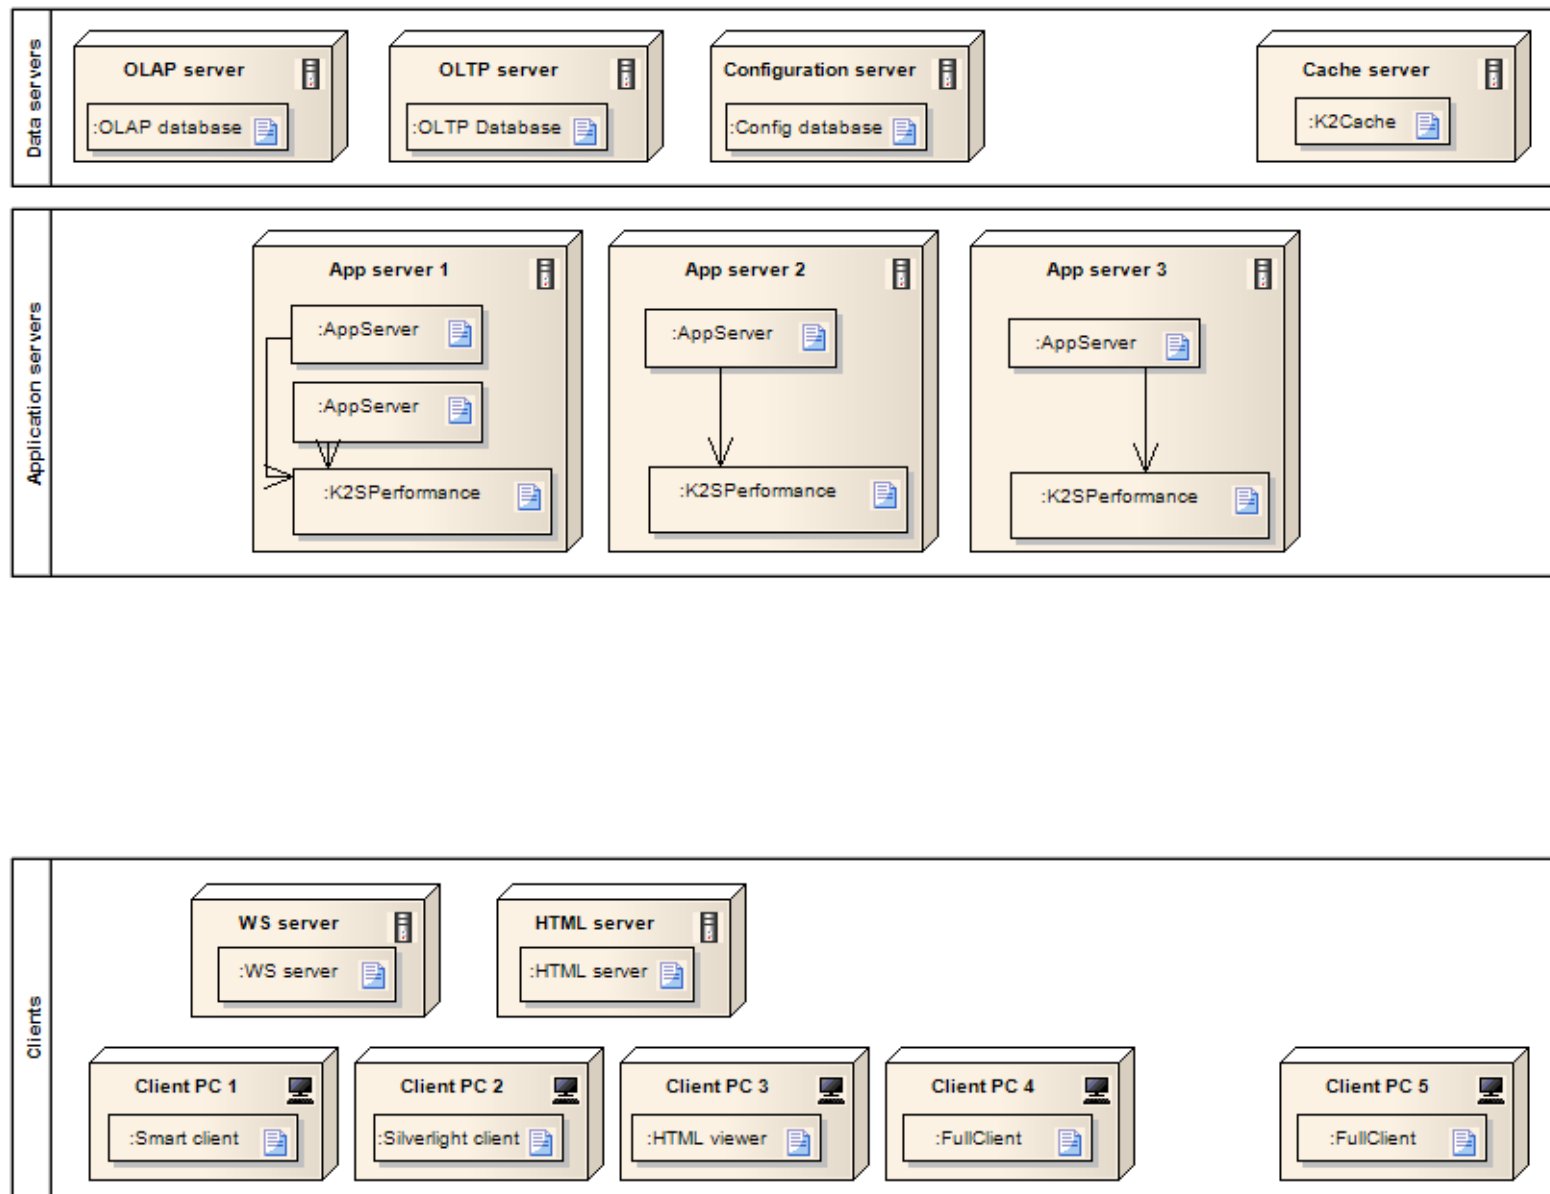 Data servers
OLAP server
:OLAP database
OLTP server
:OLTP Database
Configuration server
:Config database
Cache server
:K2Cache
Application servers
App server 1
:AppServer
:AppServer
:K2SPerformance
App server 2
:AppServer
:K2SPerformance
App server 3
:AppServer
:K2SPerformance
Clients
WS server
:WS server
HTML server
:HTML server
Client PC 1
:Smart client
Client PC 2
:Silverlight client
Client PC 3
:HTML viewer
Client PC 4
:FullClient
Client PC 5
:FullClient